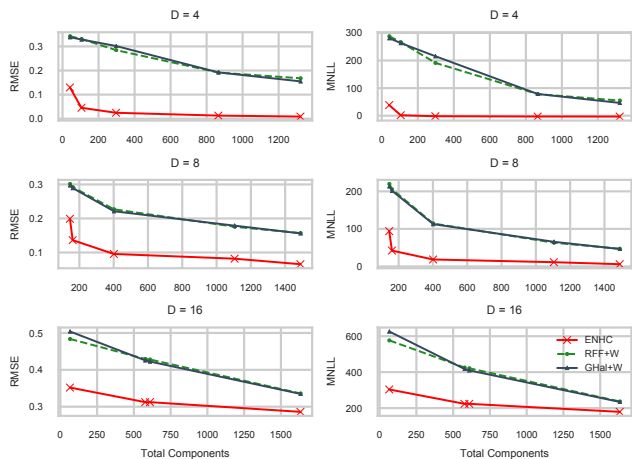 D = 4
D = 4
RMSE
0.3
0.2
0.1
0.0
0 200 400 600 800 1000 1200
MNLL
300
200
100
0
0 200 400 600 800 1000 1200
D = 8
D = 8
RMSE
0.3
0.2
0.1
200 400 600 800 1000 1200 1400
MNLL
200
100
0
200 400 600 800 1000 1200 1400
D = 16
D = 16
RMSE
0.5
0.4
0.3
0 250 500 750 1000 1250 1500
Total Components
MNLL
600
400
200
0 250 500 750 1000 1250 1500
Total Components
ENHC
RFF+W
GHal+W